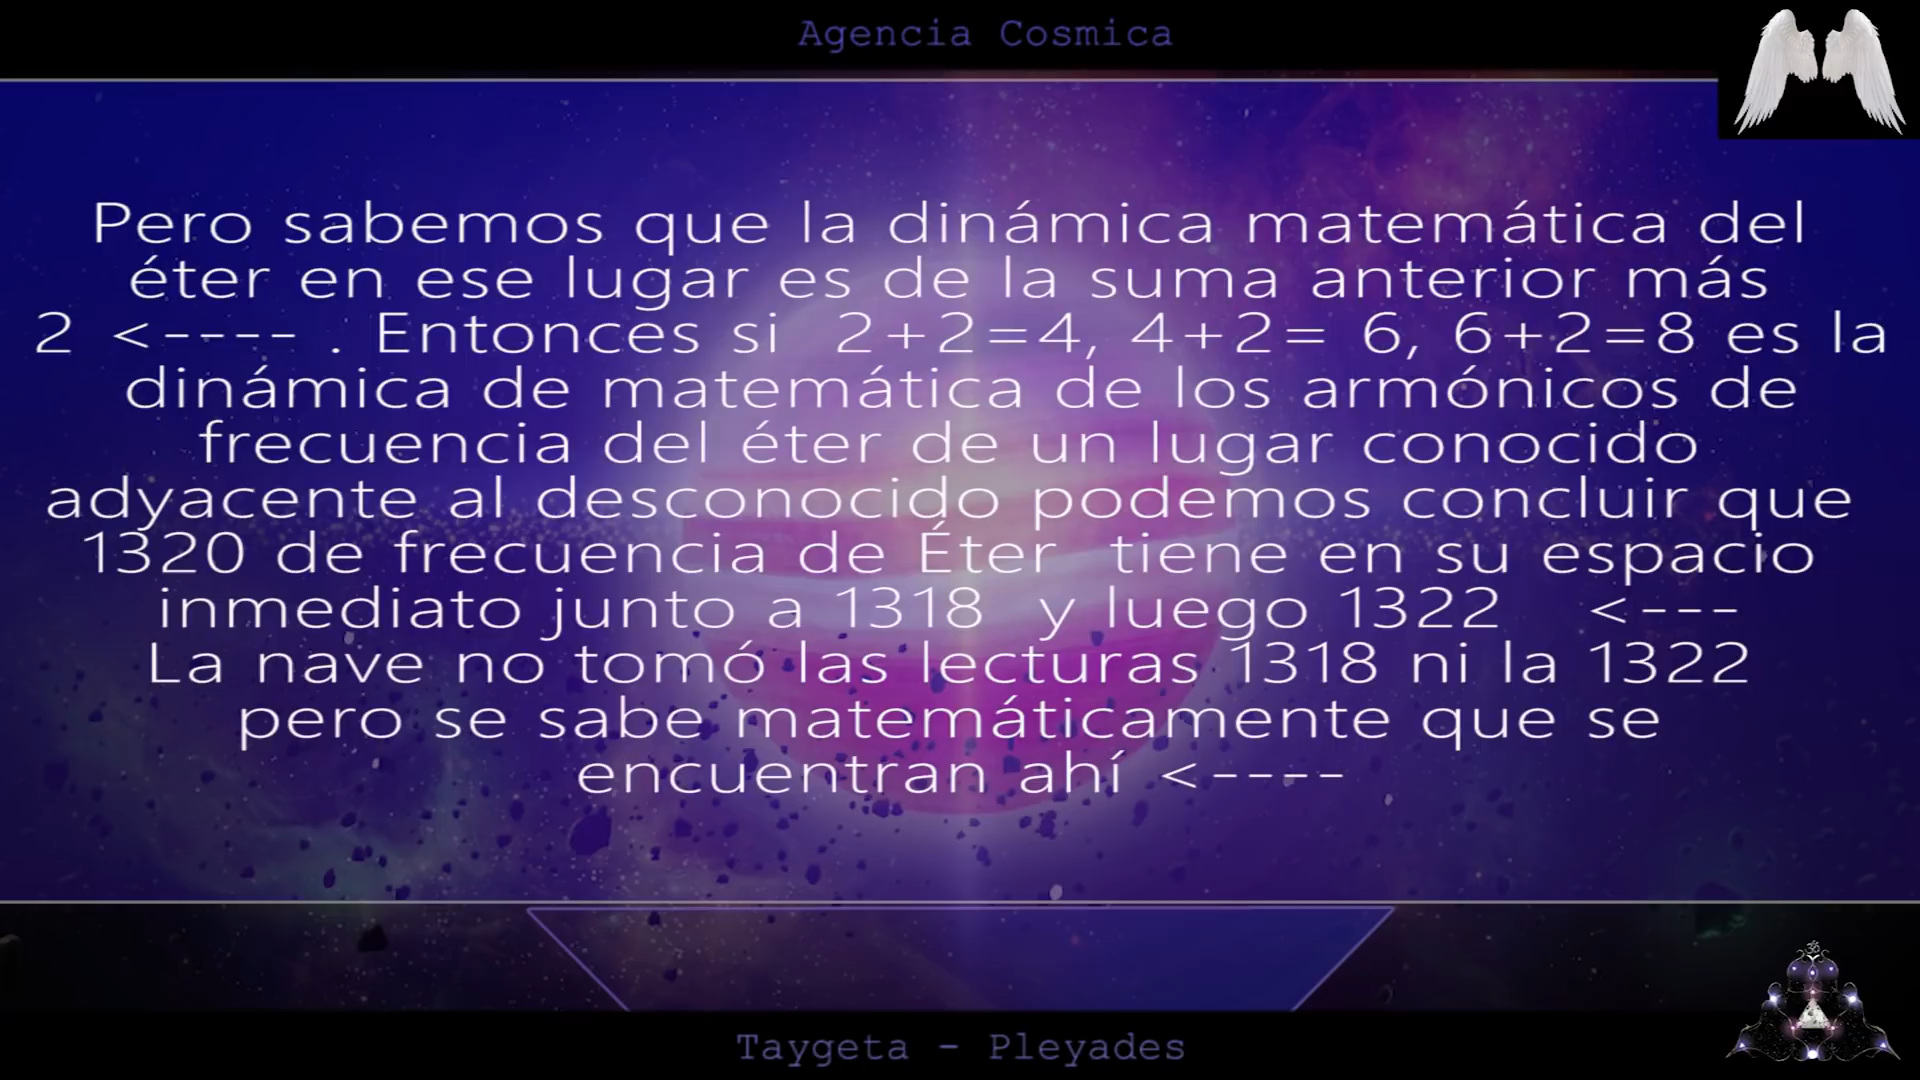 Agencia Cosmica
Pero sabemos que la dinámica matemática del
éter en ese lugar es de la suma anterior más
2 <---- . Entonces si  2+2=4, 4+2= 6, 6+2=8 es la
dinámica de matemática de los armónicos de
frecuencia del éter de un lugar conocido
adyacente al desconocido podemos concluir que
1320 de frecuencia de Éter  tiene en su espacio
inmediato junto a 1318  y luego 1322   <---
La nave no tomó las lecturas 1318 ni la 1322
pero se sabe matemáticamente que se
encuentran ahí <----
Taygeta - Pleyades
ॐ